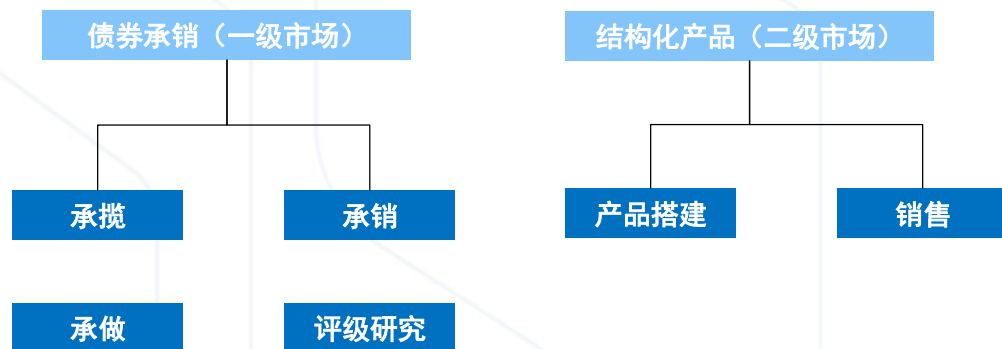 债券承销（一级市场）
结构化产品（二级市场）
承揽
承销
产品搭建
销售
承做
评级研究